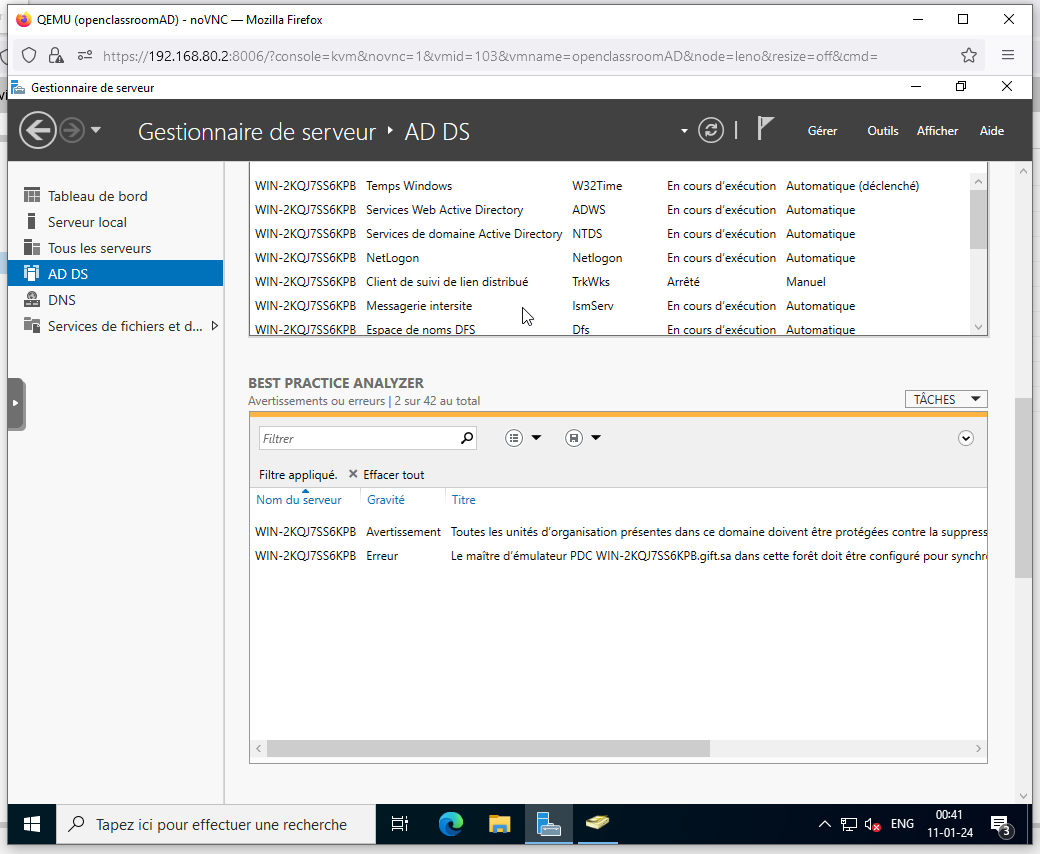 QEMU (openclassroomAD) - noVNC — Mozilla Firefox
https://192.168.80.2:8006/?console=kvm&novnc=1&vmid=103&vmname=openclassroomAD&node=leno&resize=off&cmd=
Gestionnaire de serveur
Gestionnaire de serveur ‣ AD DS
Gérer Outils Afficher Aide
Tableau de bord
Serveur local
Tous les serveurs
AD DS
DNS
Services de fichiers et d...
WIN-2KQJ7SS6KPB Temps Windows W32Time En cours d'exécution Automatique (déclenché)
WIN-2KQJ7SS6KPB Services Web Active Directory ADWS En cours d'exécution Automatique
WIN-2KQJ7SS6KPB Services de domaine Active Directory NTDS En cours d'exécution Automatique
WIN-2KQJ7SS6KPB NetLogon Netlogon En cours d'exécution Automatique
WIN-2KQJ7SS6KPB Client de suivi de lien distribué TrkWks Arrêté Manuel
WIN-2KQJ7SS6KPB Messagerie intersite IsmServ En cours d'exécution Automatique
WIN-2KQJ7SS6KPB Espace de noms DFS Dfs En cours d'exécution Automatique
BEST PRACTICE ANALYZER
Avertissements ou erreurs | 2 sur 42 au total
TÂCHES
Filtrer
Filtre appliqué. ✕ Effacer tout
Nom du serveur Gravité Titre
WIN-2KQJ7SS6KPB Avertissement Toutes les unités d'organisation présentes dans ce domaine doivent être protégées contre la suppress
WIN-2KQJ7SS6KPB Erreur Le maître d'émulateur PDC WIN-2KQJ7SS6KPB.gift.sa dans cette forêt doit être configuré pour synchr
Tapez ici pour effectuer une recherche
ENG
00:41
11-01-24
3